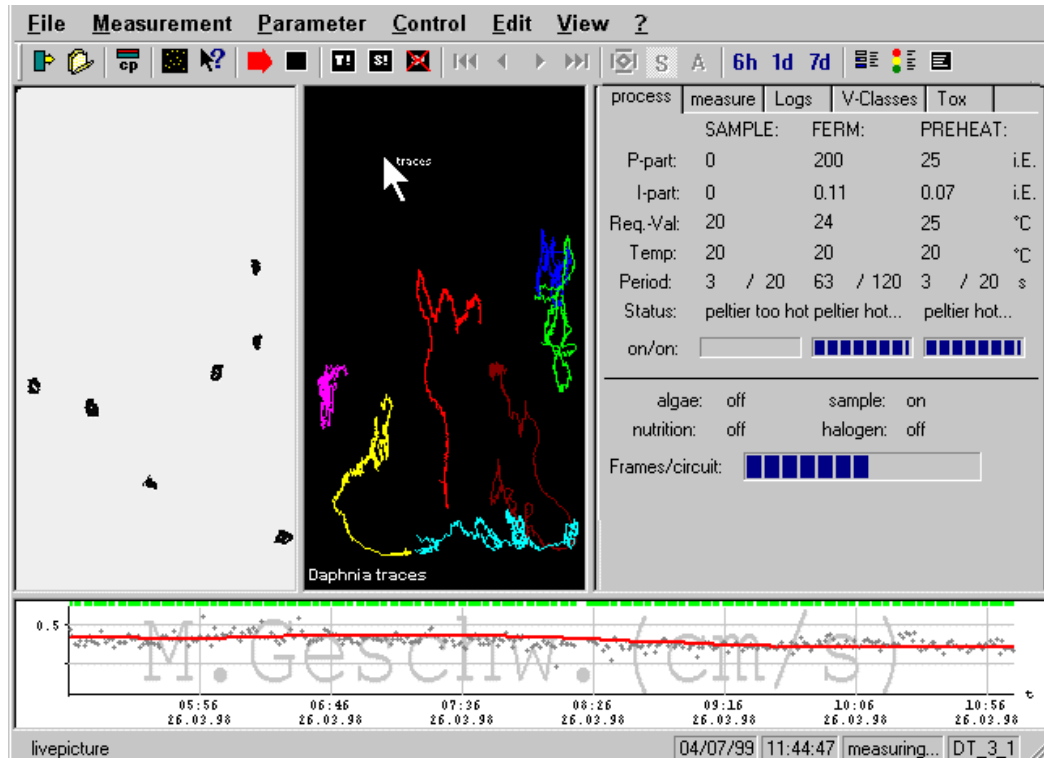 File Measurement Parameter Control Edit View ?
cp ? T! S! S A 6h 1d 7d
process measure Logs V-Classes Tox
traces
SAMPLE: FERM: PREHEAT:
P-part: 0 200 25 i.E.
I-part: 0 0.11 0.07 i.E.
Req.-Val: 20 24 25 °C
Temp: 20 20 20 °C
Period: 3 / 20 63 / 120 3 / 20 s
Status: peltier too hot peltier hot... peltier hot...
on/on:
algae: off sample: on
nutrition: off halogen: off
Frames/circuit:
Daphnia traces
0.5
M.Geschw. (cm/s)
t
05:56 06:46 07:36 08:26 09:16 10:06 10:56
26.03.98 26.03.98 26.03.98 26.03.98 26.03.98 26.03.98 26.03.98
livepicture 04/07/99 11:44:47 measuring... DT_3_1